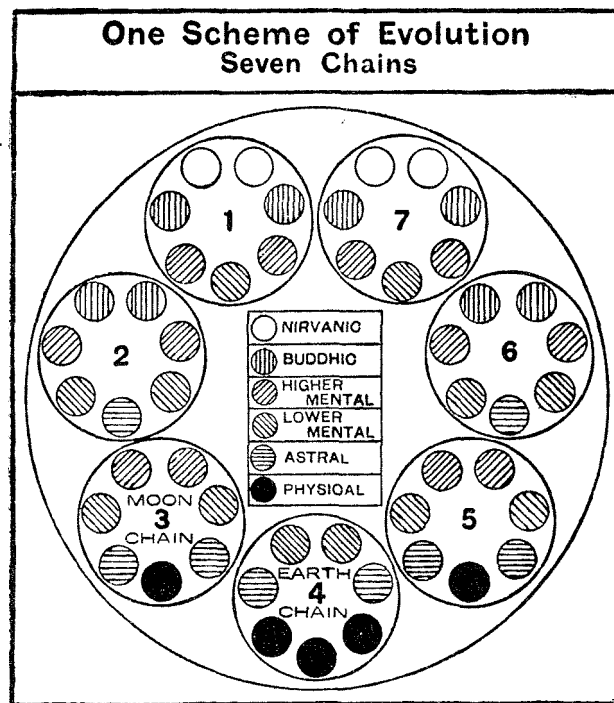 One Scheme of Evolution
Seven Chains
1
7
2
6
NIRVANIC
BUDDHIC
HIGHER
MENTAL
LOWER
MENTAL
ASTRAL
PHYSICAL
MOON
3
CHAIN
5
EARTH
4
CHAIN